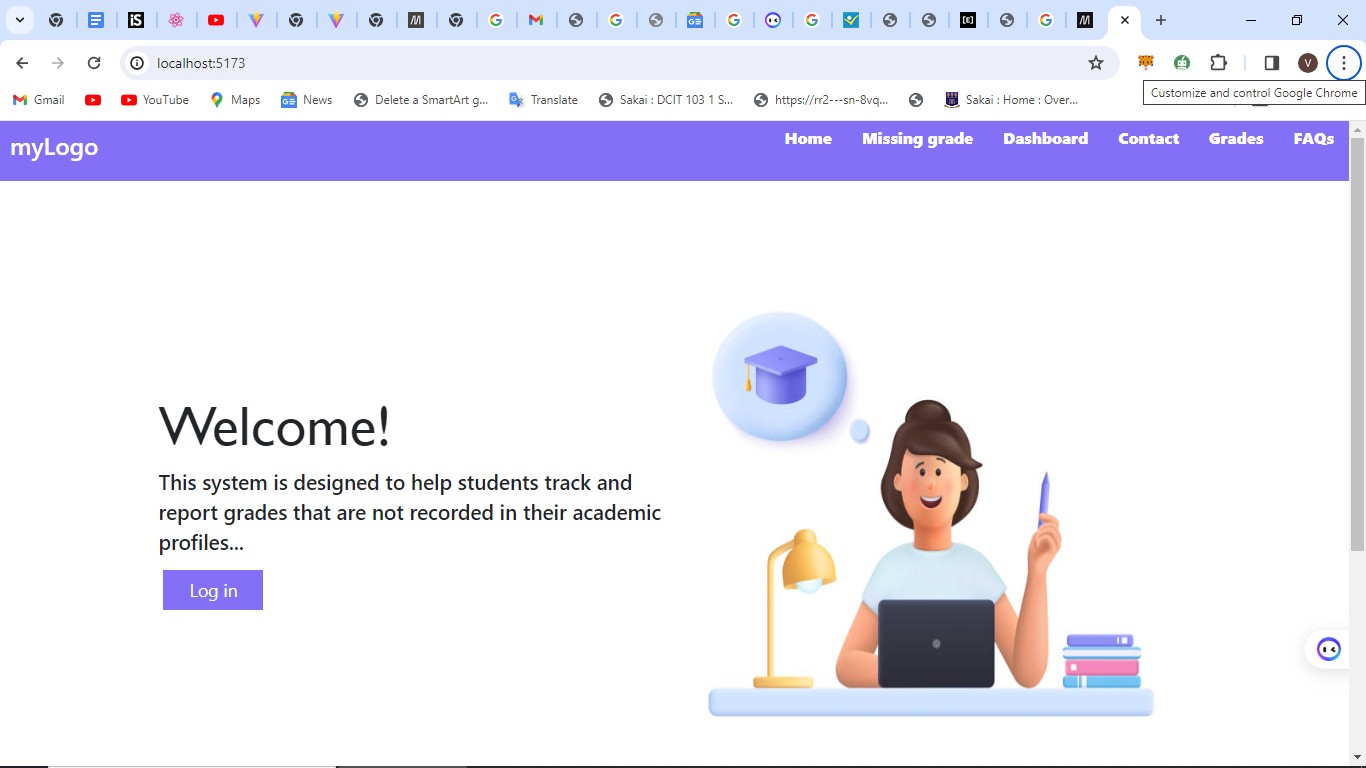 localhost:5173
V
Customize and control Google Chrome
Gmail
YouTube
Maps
News
Delete a SmartArt g...
Translate
Sakai : DCIT 103 1 S...
https://rr2---sn-8vq...
Sakai : Home : Over...
myLogo
Home
Missing grade
Dashboard
Contact
Grades
FAQs
Welcome!
This system is designed to help students track and
report grades that are not recorded in their academic
profiles...
Log in